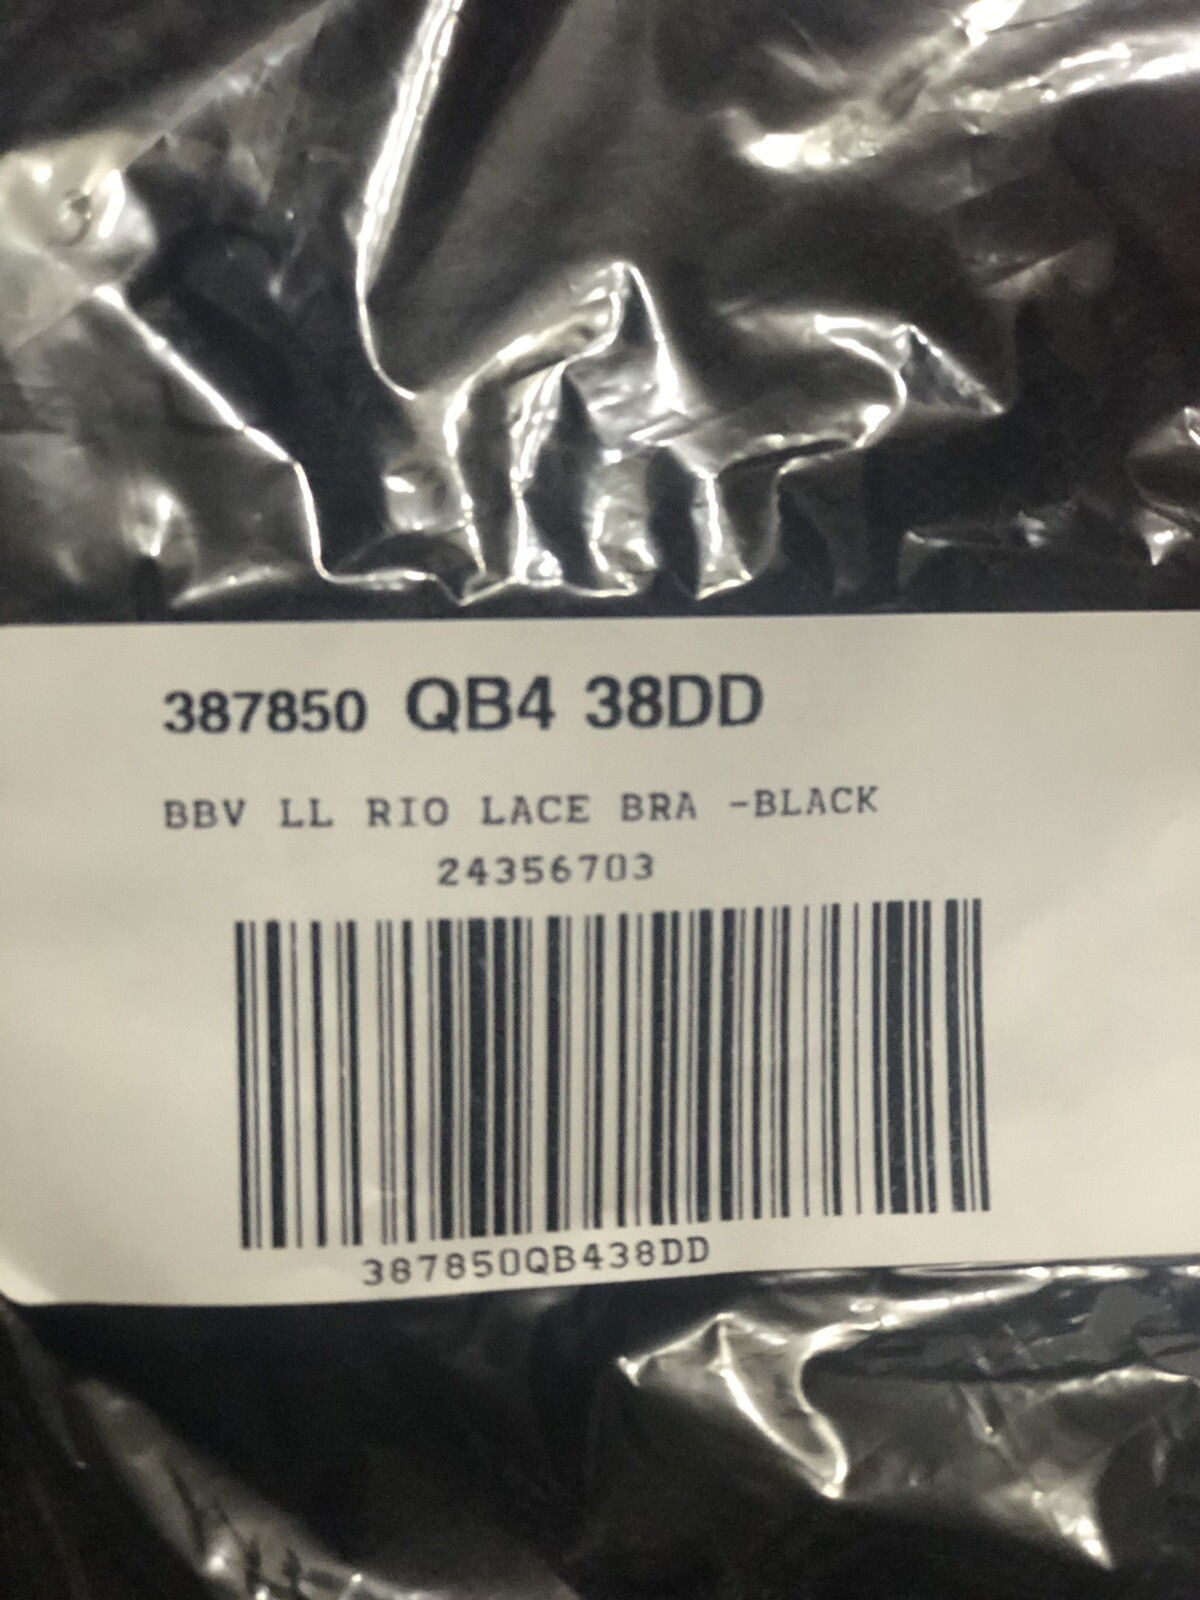 387850 QB4 38DD
BBV LL RIO LACE BRA -BLACK
24356703
387850QB438DD